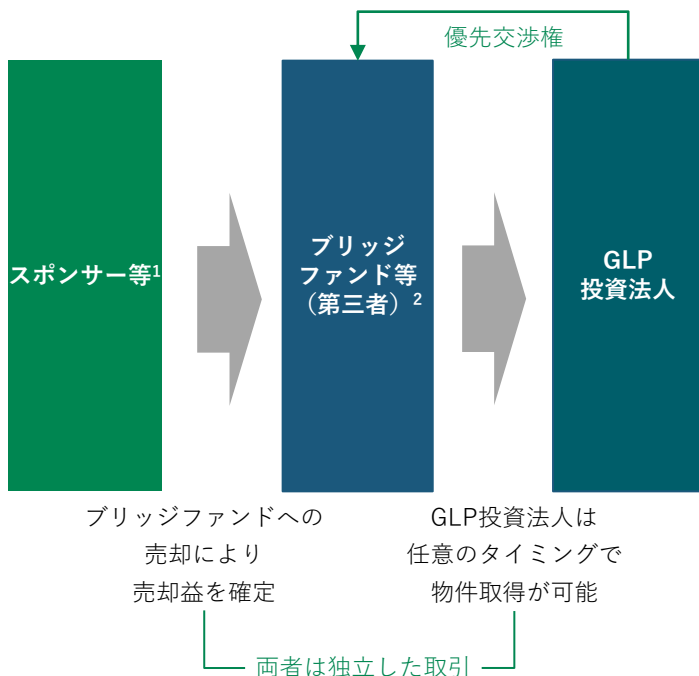 優先交渉権
スポンサー等1
ブリッジ
ファンド等
（第三者）2
GLP
投資法人
ブリッジファンドへの
売却により
売却益を確定
GLP投資法人は
任意のタイミングで
物件取得が可能
両者は独立した取引